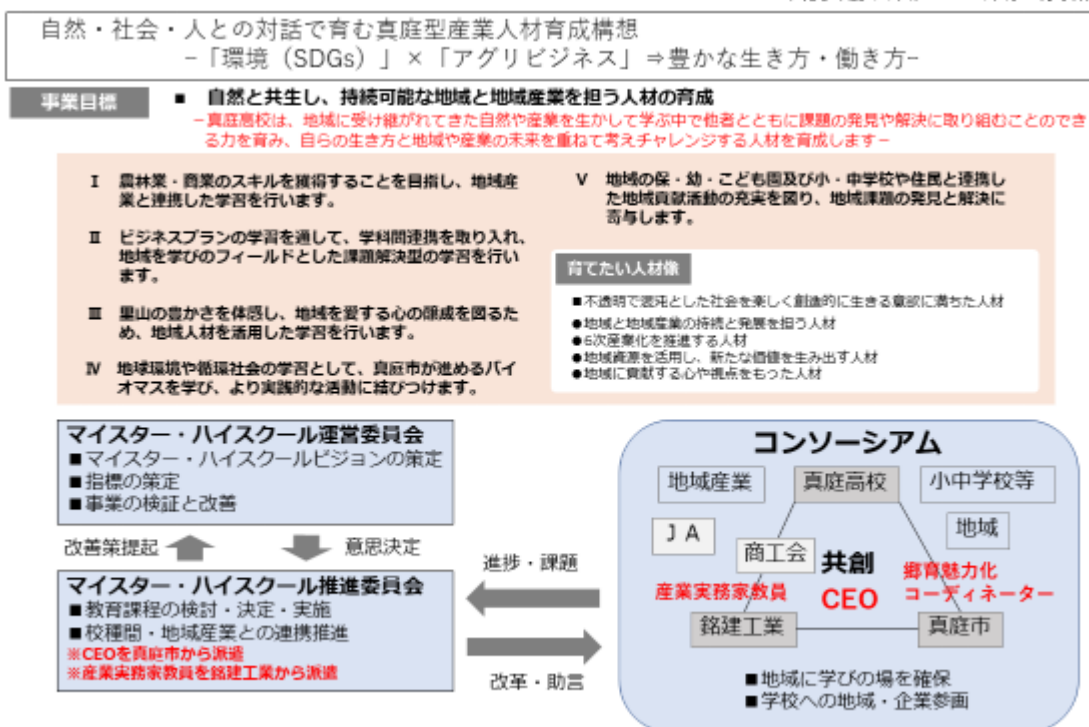 自然・社会・人との対話で育む真庭型産業人材育成構想
−「環境（SDGs）」×「アグリビジネス」⇒豊かな生き方・働き方−
事業目標
■ 自然と共生し、持続可能な地域と地域産業を担う人材の育成
−真庭高校は、地域に受け継がれてきた自然や産業を生かして学ぶ中で他者とともに課題の発見や解決に取り組むことのでき
る力を育み、自らの生き方と地域や産業の未来を重ねて考えチャレンジする人材を育成します−
Ⅰ 農林業・商業のスキルを獲得することを目指し、地域産
業と連携した学習を行います。
Ⅱ ビジネスプランの学習を通して、学科間連携を取り入れ、
地域を学びのフィールドとした課題解決型の学習を行い
ます。
Ⅲ 里山の豊かさを体感し、地域を愛する心の醸成を図るた
め、地域人材を活用した学習を行います。
Ⅳ 地球環境や循環社会の学習として、真庭市が進めるバイ
オマスを学び、より実践的な活動に結びつけます。
Ⅴ 地域の保・幼・こども園及び小・中学校や住民と連携し
た地域貢献活動の充実を図り、地域課題の発見と解決に
寄与します。
育てたい人材像
■不透明で混沌とした社会を楽しく創造的に生きる意欲に満ちた人材
●地域と地域産業の持続と発展を担う人材
●6次産業化を推進する人材
●地域資源を活用し、新たな価値を生み出す人材
●地域に貢献する心や視点をもった人材
マイスター・ハイスクール運営委員会
■マイスター・ハイスクールビジョンの策定
■指標の策定
■事業の検証と改善
改善策提起
意思決定
マイスター・ハイスクール推進委員会
■教育課程の検討・決定・実施
■校種間・地域産業との連携推進
※CEOを真庭市から派遣
※産業実務家教員を銘建工業から派遣
進捗・課題
改革・助言
コンソーシアム
地域産業
真庭高校
小中学校等
ＪＡ
地域
商工会
共創
産業実務家教員
CEO
郷育魅力化
コーディネーター
銘建工業
真庭市
■地域に学びの場を確保
■学校への地域・企業参画